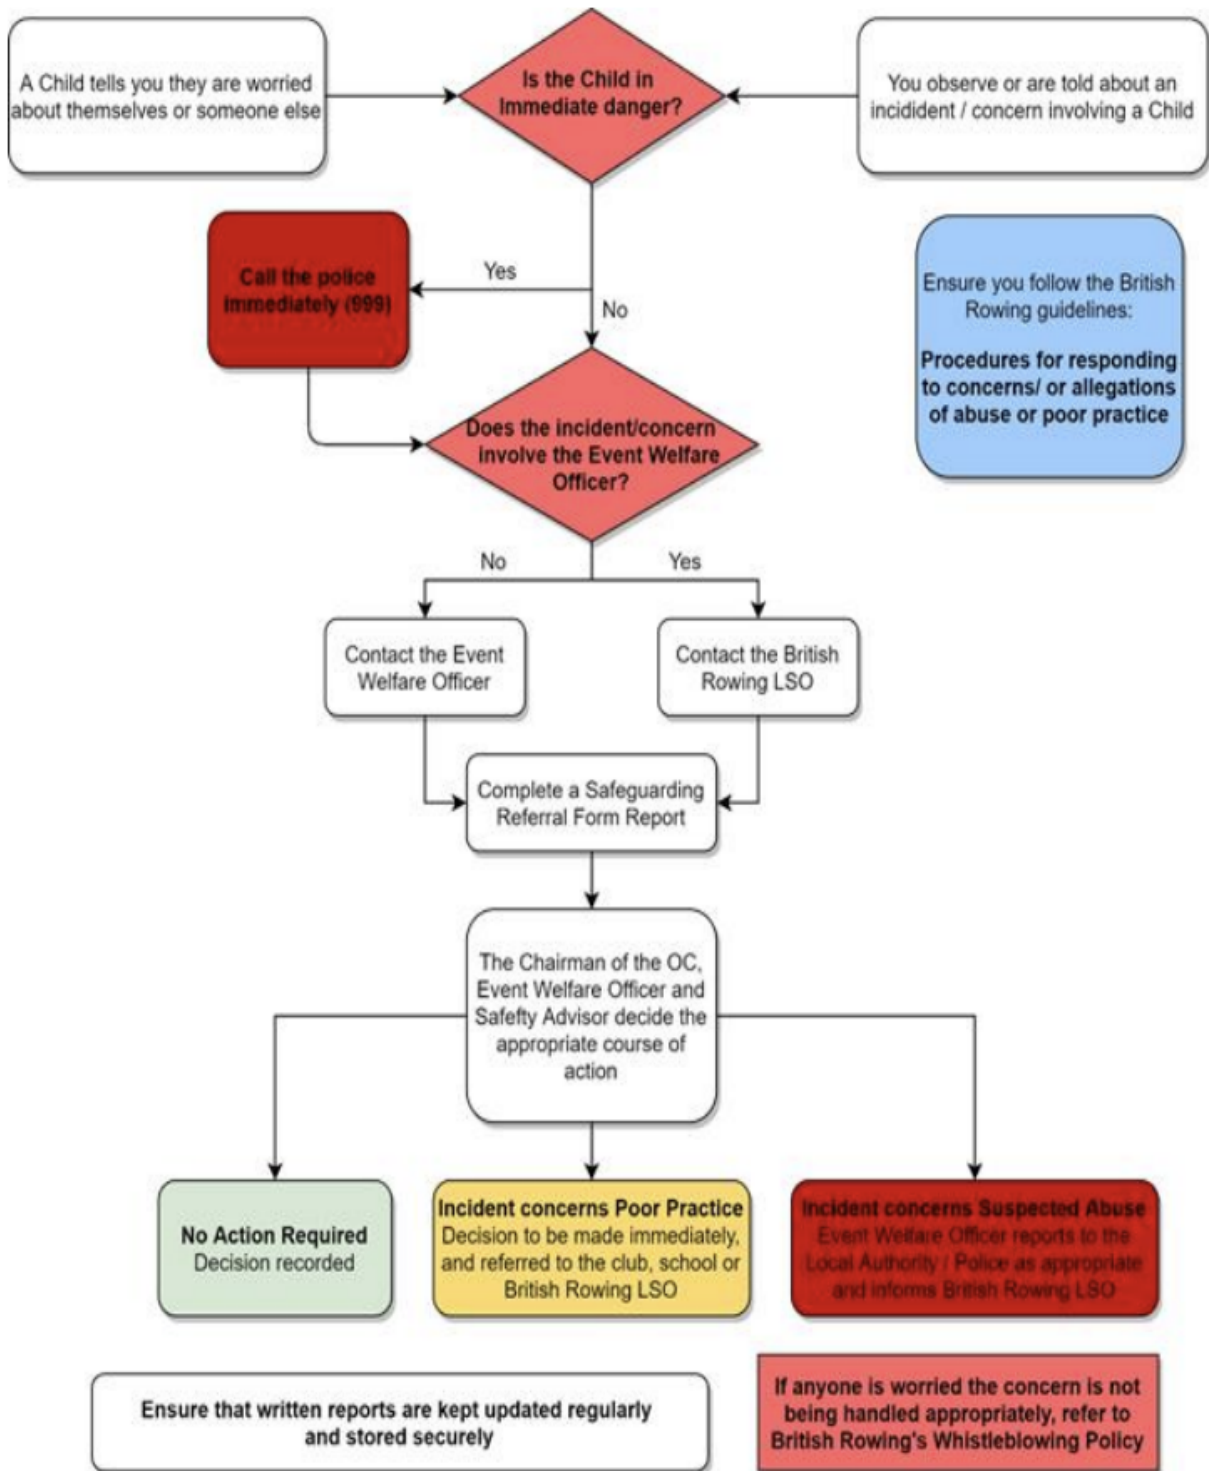 A Child tells you they are worried
about themselves or someone else
Is the Child in
Immediate danger?
You observe or are told about an
incidident / concern involving a Child
Call the police
immediately (999)
Yes
No
Ensure you follow the British
Rowing guidelines:
Procedures for responding
to concerns/ or allegations
of abuse or poor practice
Does the incident/concern
involve the Event Welfare
Officer?
No
Yes
Contact the Event
Welfare Officer
Contact the British
Rowing LSO
Complete a Safeguarding
Referral Form Report
The Chairman of the OC,
Event Welfare Officer and
Safefty Advisor decide the
appropriate course of
action
No Action Required
Decision recorded
Incident concerns Poor Practice
Decision to be made immediately,
and referred to the club, school or
British Rowing LSO
Incident concerns Suspected Abuse
Event Welfare Officer reports to the
Local Authority / Police as appropriate
and informs British Rowing LSO
Ensure that written reports are kept updated regularly
and stored securely
If anyone is worried the concern is not
being handled appropriately, refer to
British Rowing's Whistleblowing Policy